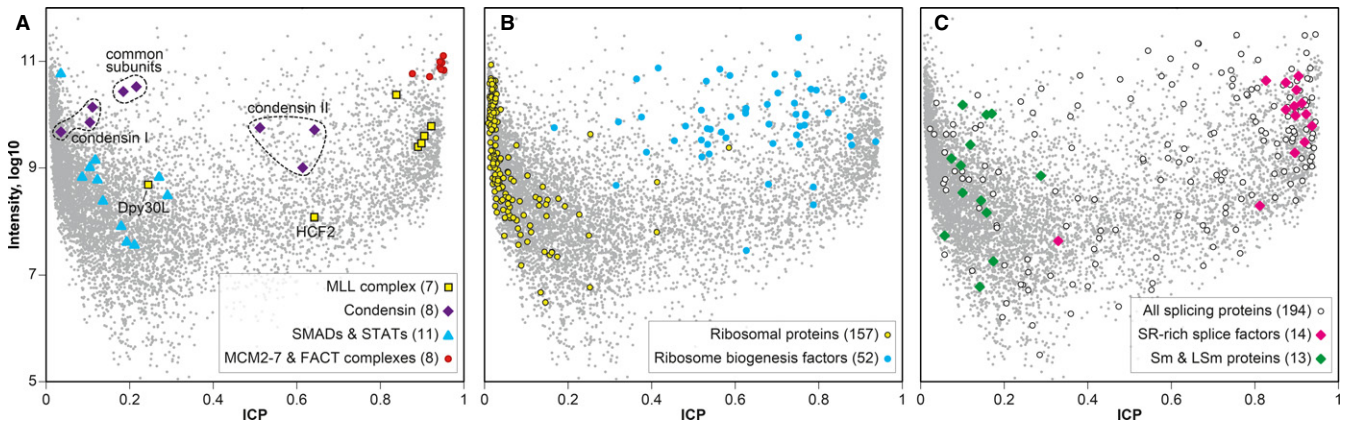 A
B
C
Intensity, log10
11
9
7
5
common
subunits
condensin I
condensin II
Dpy30L
HCF2
MLL complex (7)
Condensin (8)
SMADs & STATs (11)
MCM2-7 & FACT complexes (8)
0 0.2 0.4 0.6 0.8 1
ICP
Ribosomal proteins (157)
Ribosome biogenesis factors (52)
0 0.2 0.4 0.6 0.8 1
ICP
All splicing proteins (194)
SR-rich splice factors (14)
Sm & LSm proteins (13)
0 0.2 0.4 0.6 0.8 1
ICP